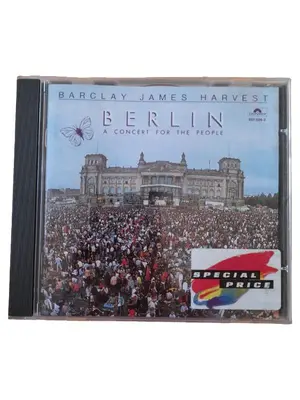 BARCLAY JAMES HARVEST
BERLIN
A CONCERT FOR THE PEOPLE
SPECIAL
PRICE